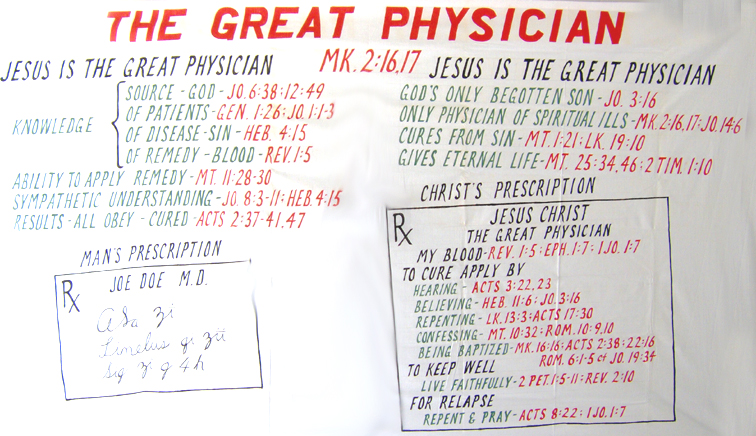 THE GREAT PHYSICIAN
MK. 2:16,17
JESUS IS THE GREAT PHYSICIAN
KNOWLEDGE
SOURCE - GOD - JO. 6:38:12:49
OF PATIENTS - GEN. 1:26: JO. 1:1-3
OF DISEASE - SIN - HEB. 4:15
OF REMEDY - BLOOD - REV. 1:5
ABILITY TO APPLY REMEDY - MT. 11:28-30
SYMPATHETIC UNDERSTANDING - JO. 8:3-11: HEB. 4:15
RESULTS - ALL OBEY - CURED - ACTS 2:37-41,47
MAN'S PRESCRIPTION
Rx
JOE DOE M.D.
JESUS IS THE GREAT PHYSICIAN
GOD'S ONLY BEGOTTEN SON - JO. 3:16
ONLY PHYSICIAN OF SPIRITUAL ILLS - MK. 2:16,17: JO. 14:6
CURES FROM SIN - MT. 1:21: LK. 19:10
GIVES ETERNAL LIFE - MT. 25:34,46: 2 TIM. 1:10
CHRIST'S PRESCRIPTION
Rx
JESUS CHRIST
THE GREAT PHYSICIAN
MY BLOOD - REV. 1:5: EPH. 1:7: 1 JO. 1:7
TO CURE APPLY BY
HEARING - ACTS 3:22,23
BELIEVING - HEB. 11:6: JO. 3:16
REPENTING - LK. 13:3: ACTS 17:30
CONFESSING - MT. 10:32: ROM. 10:9,10
BEING BAPTIZED - MK. 16:16: ACTS 2:38: 22:16
ROM. 6:1-5 cf JO. 19:34
TO KEEP WELL
LIVE FAITHFULLY - 2 PET. 1:5-11: REV. 2:10
FOR RELAPSE
REPENT & PRAY - ACTS 8:22: 1 JO. 1:7